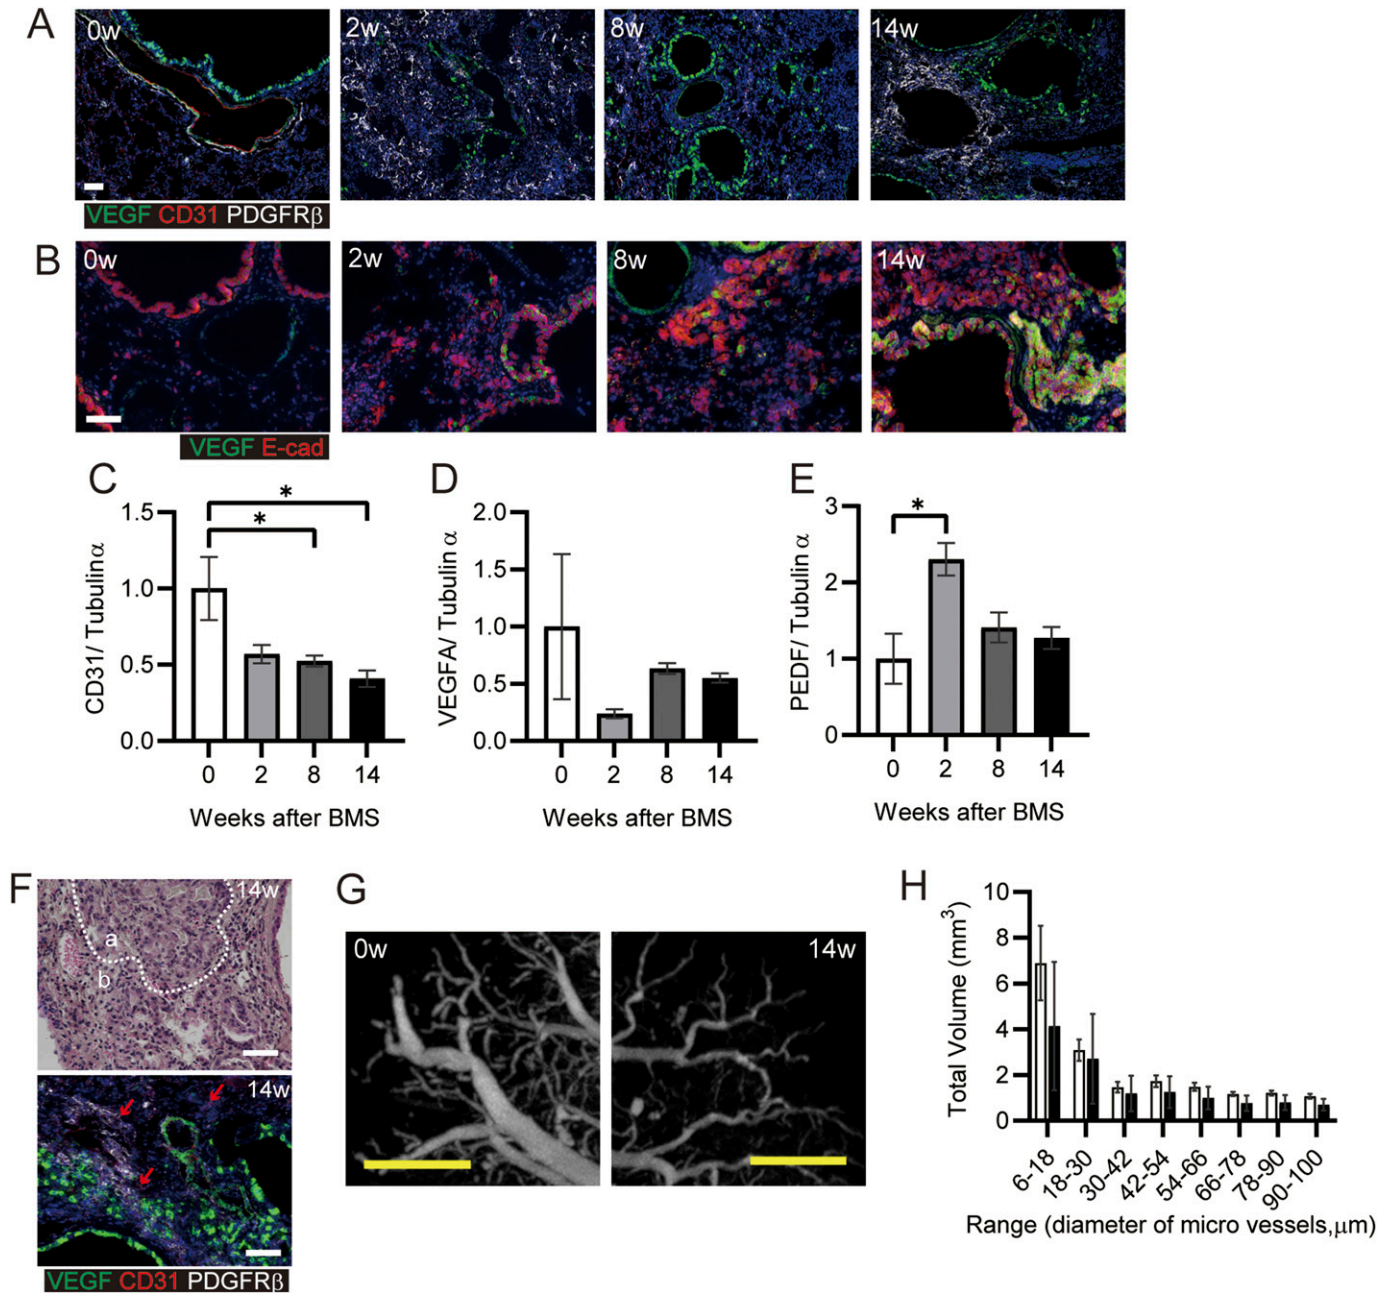 A
0w
2w
8w
14w
VEGF CD31 PDGFRβ
B
0w
2w
8w
14w
VEGF E-cad
C
CD31/ Tubulin α
1.5
1.0
0.5
0.0
*
*
0 2 8 14
Weeks after BMS
D
VEGFA/ Tubulin α
2.0
1.5
1.0
0.5
0.0
0 2 8 14
Weeks after BMS
E
PEDF/ Tubulin α
3
2
1
0
*
0 2 8 14
Weeks after BMS
F
14w
a
b
14w
VEGF CD31 PDGFRβ
G
0w
14w
H
Total Volume (mm³)
10
8
6
4
2
0
6-18
18-30
30-42
42-54
54-66
66-78
78-90
90-100
Range (diameter of micro vessels,μm)